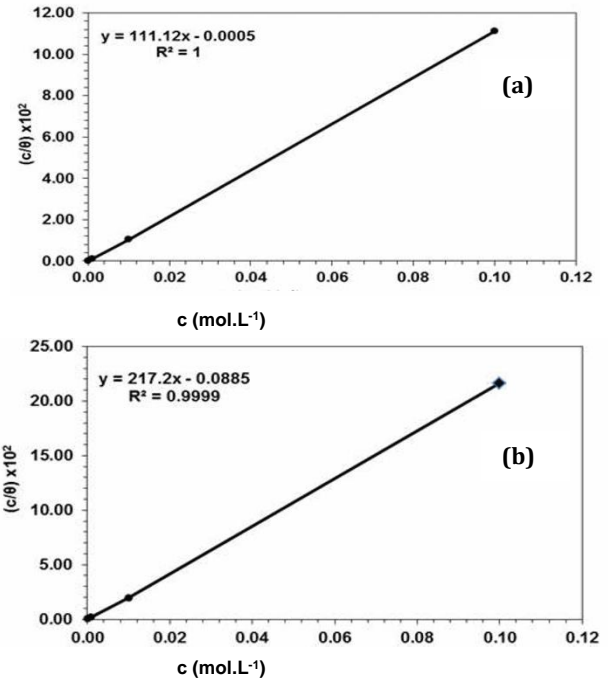 12.00
y = 111.12x - 0.0005
R² = 1
10.00
(a)
8.00
(c/θ) x10²
6.00
4.00
2.00
0.00
0.00 0.02 0.04 0.06 0.08 0.10 0.12
c (mol.L⁻¹)
25.00
y = 217.2x - 0.0885
R² = 0.9999
20.00
(b)
15.00
(c/θ) x10²
10.00
5.00
0.00
0.00 0.02 0.04 0.06 0.08 0.10 0.12
c (mol.L⁻¹)